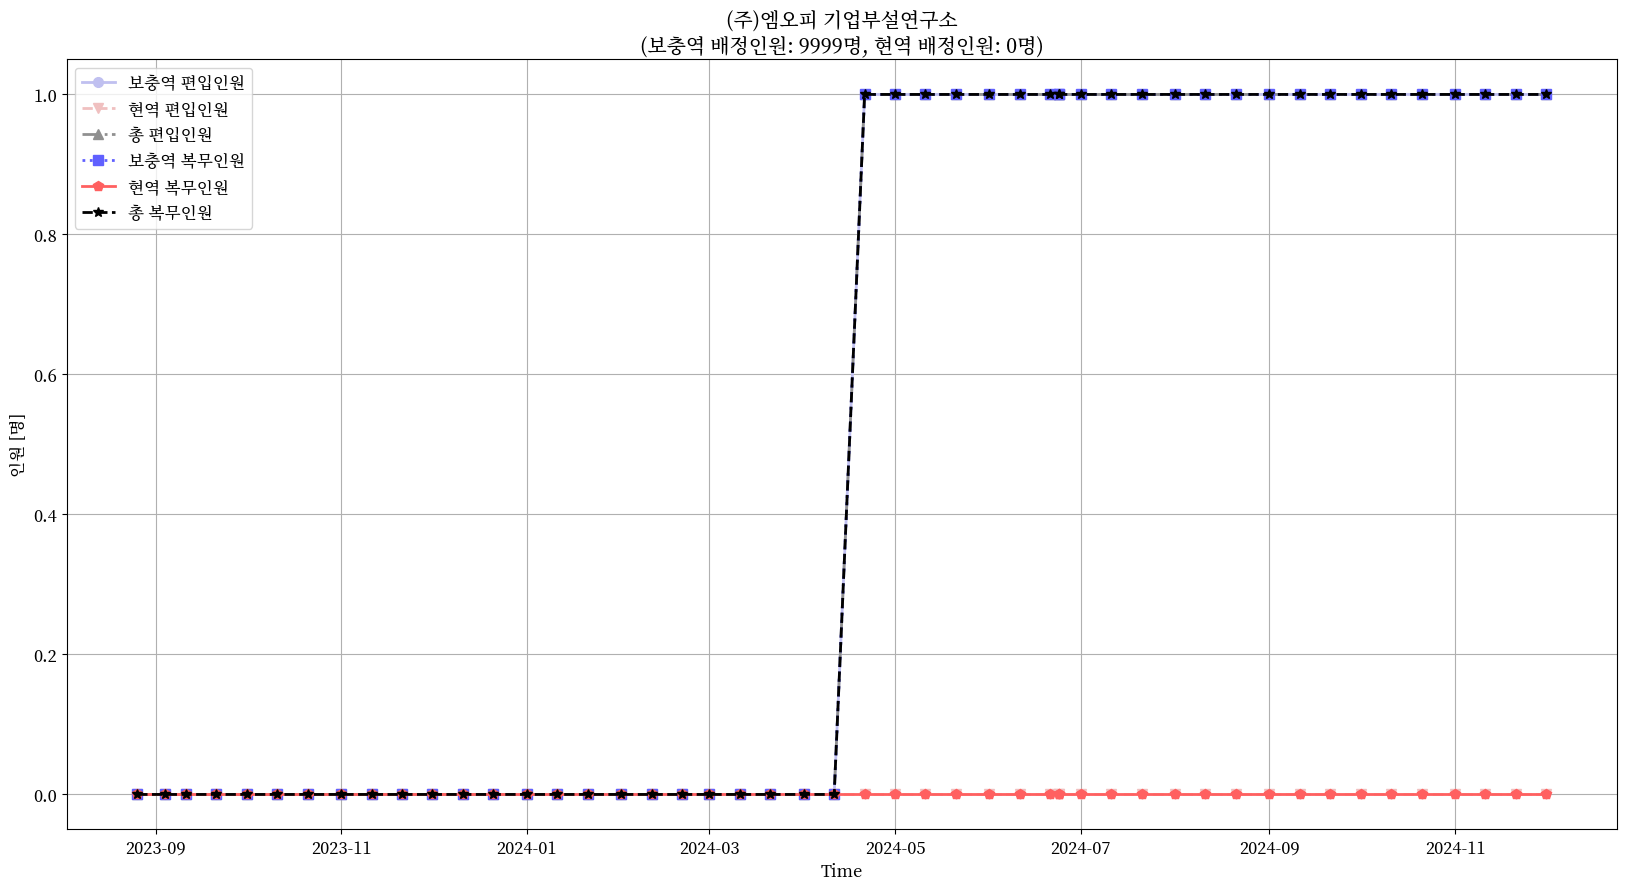 (주)엠오피 기업부설연구소
(보충역 배정인원: 9999명, 현역 배정인원: 0명)
보충역 편입인원
현역 편입인원
총 편입인원
보충역 복무인원
현역 복무인원
총 복무인원
1.0
0.8
0.6
0.4
0.2
0.0
인원 [명]
2023-09 2023-11 2024-01 2024-03 2024-05 2024-07 2024-09 2024-11
Time